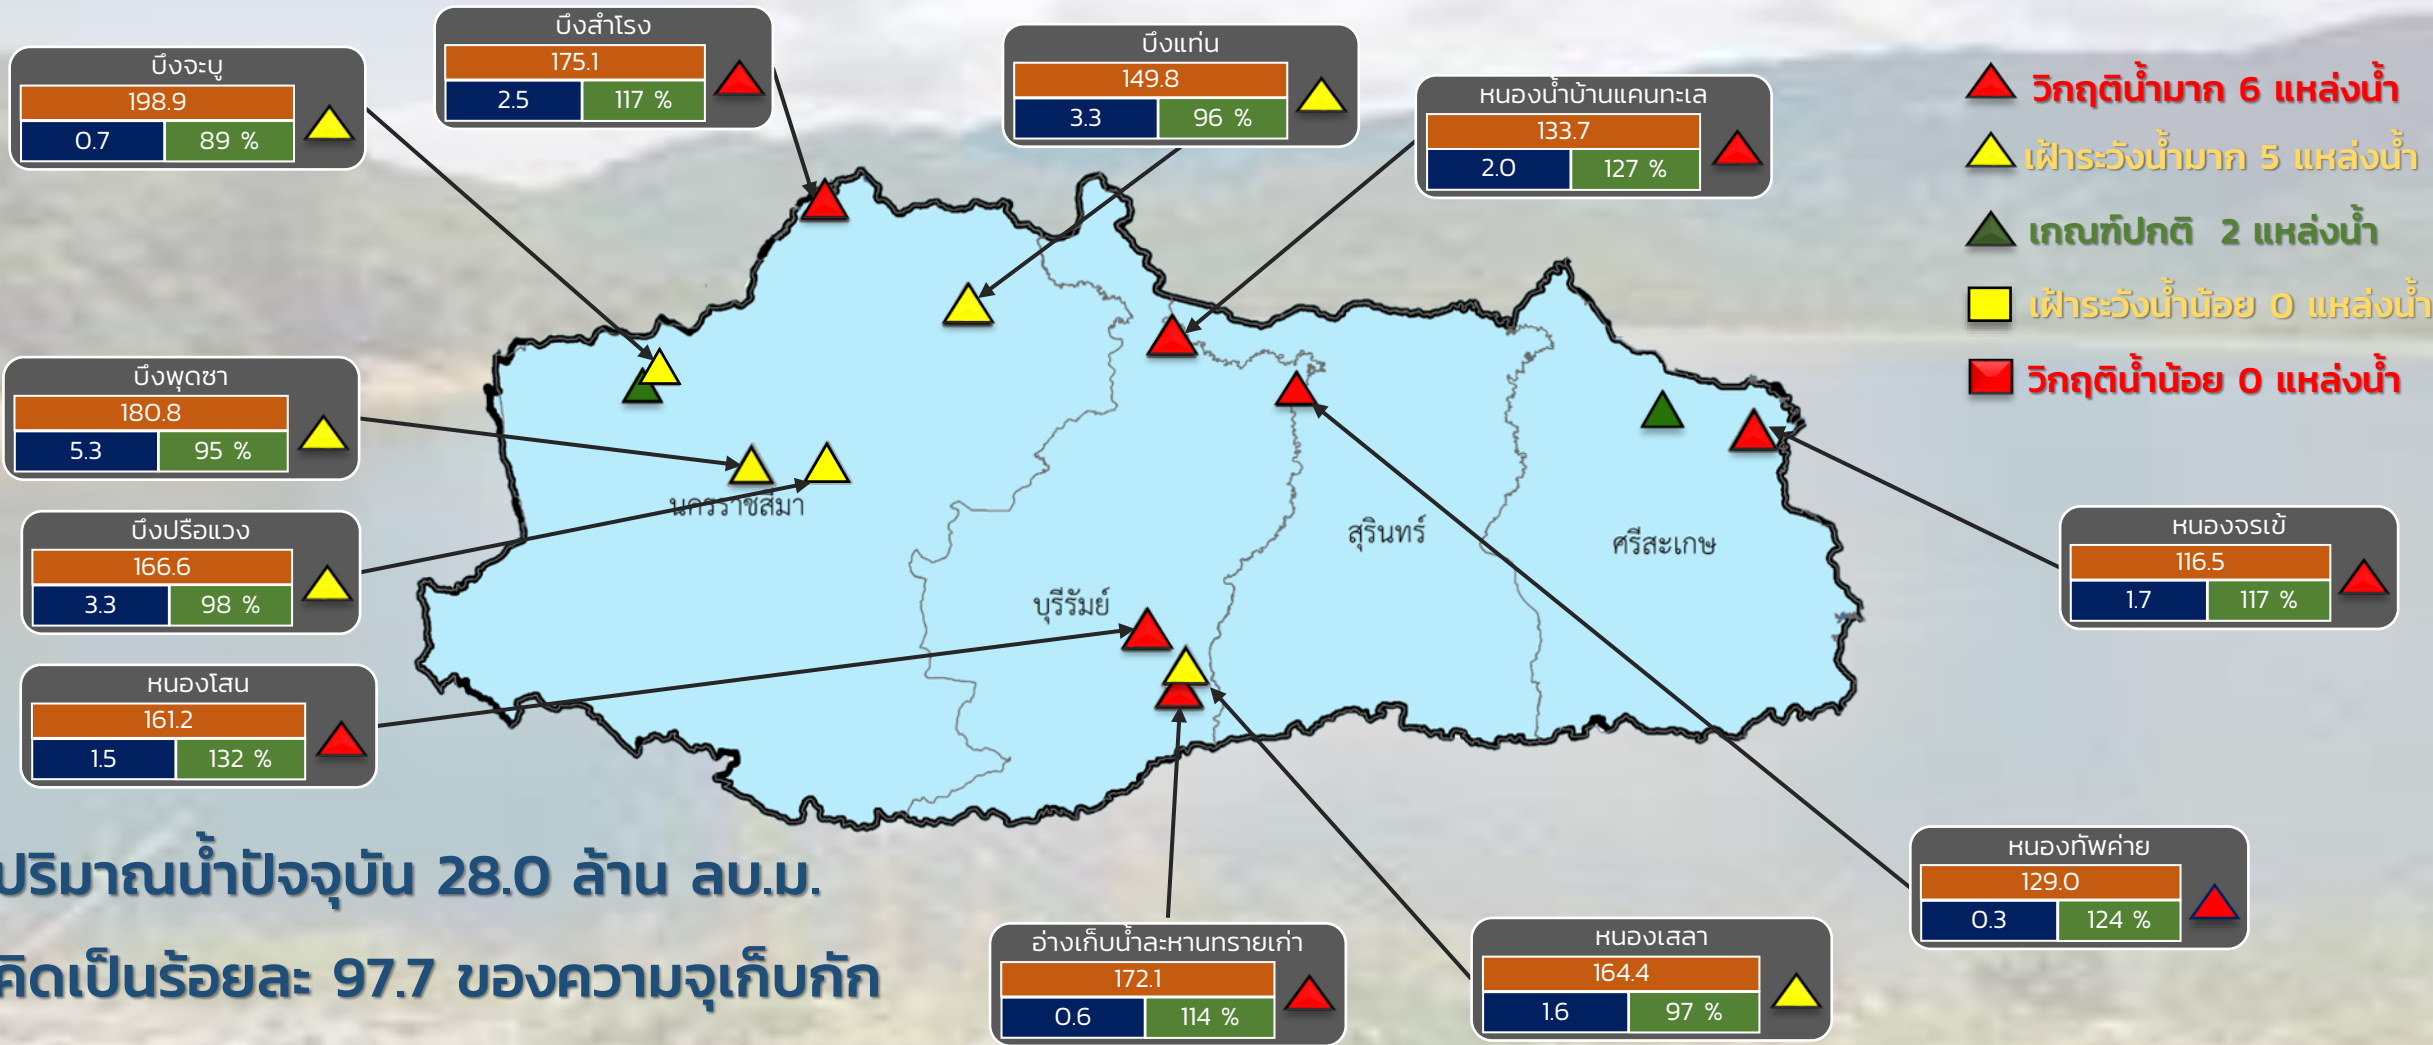 บึงจะบู
198.9
0.7 89 %
บึงสำโรง
175.1
2.5 117 %
บึงแท่น
149.8
3.3 96 %
หนองน้ำบ้านแคนทะเล
133.7
2.0 127 %
วิกฤติน้ำมาก 6 แหล่งน้ำ
เฝ้าระวังน้ำมาก 5 แหล่งน้ำ
เกณฑ์ปกติ 2 แหล่งน้ำ
เฝ้าระวังน้ำน้อย 0 แหล่งน้ำ
วิกฤติน้ำน้อย 0 แหล่งน้ำ
บึงพุดซา
180.8
5.3 95 %
บึงปรือแวง
166.6
3.3 98 %
หนองโสน
161.2
1.5 132 %
นครราชสีมา
บุรีรัมย์
สุรินทร์
ศรีสะเกษ
หนองจรเข้
116.5
1.7 117 %
หนองทัพค่าย
129.0
0.3 124 %
อ่างเก็บน้ำละหานทรายเก่า
172.1
0.6 114 %
หนองเสลา
164.4
1.6 97 %
ปริมาณน้ำปัจจุบัน 28.0 ล้าน ลบ.ม.
คิดเป็นร้อยละ 97.7 ของความจุเก็บกัก